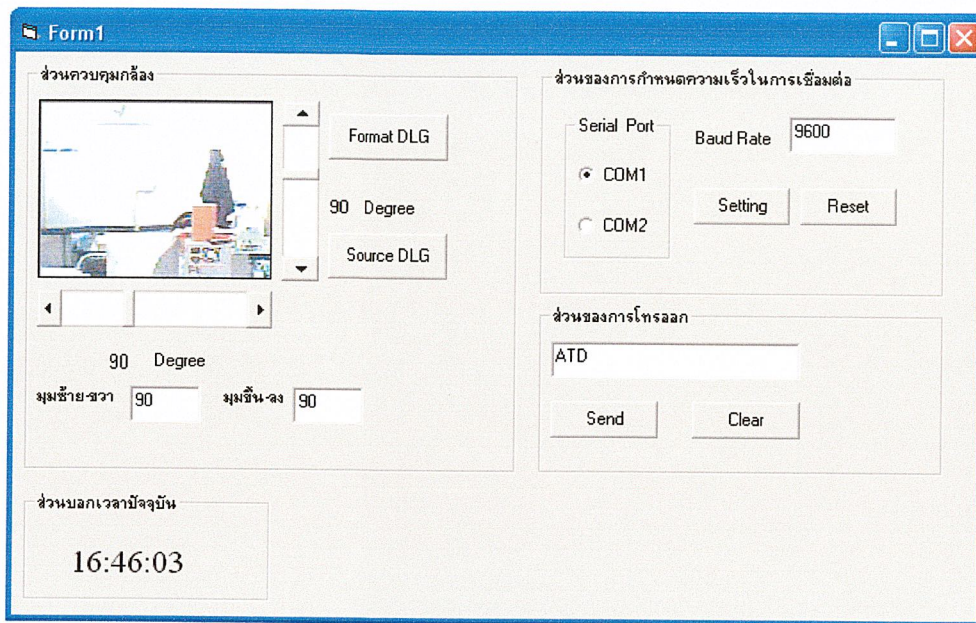 Form1
ส่วนควบคุมกล้อง
Format DLG
90 Degree
Source DLG
90 Degree
มุมซ้าย-ขวา 90 มุมขึ้น-ลง 90
ส่วนบอกเวลาปัจจุบัน
16:46:03
ส่วนของการกำหนดความเร็วในการเชื่อมต่อ
Serial Port
COM1
COM2
Baud Rate 9600
Setting Reset
ส่วนของการโทรออก
ATD
Send Clear